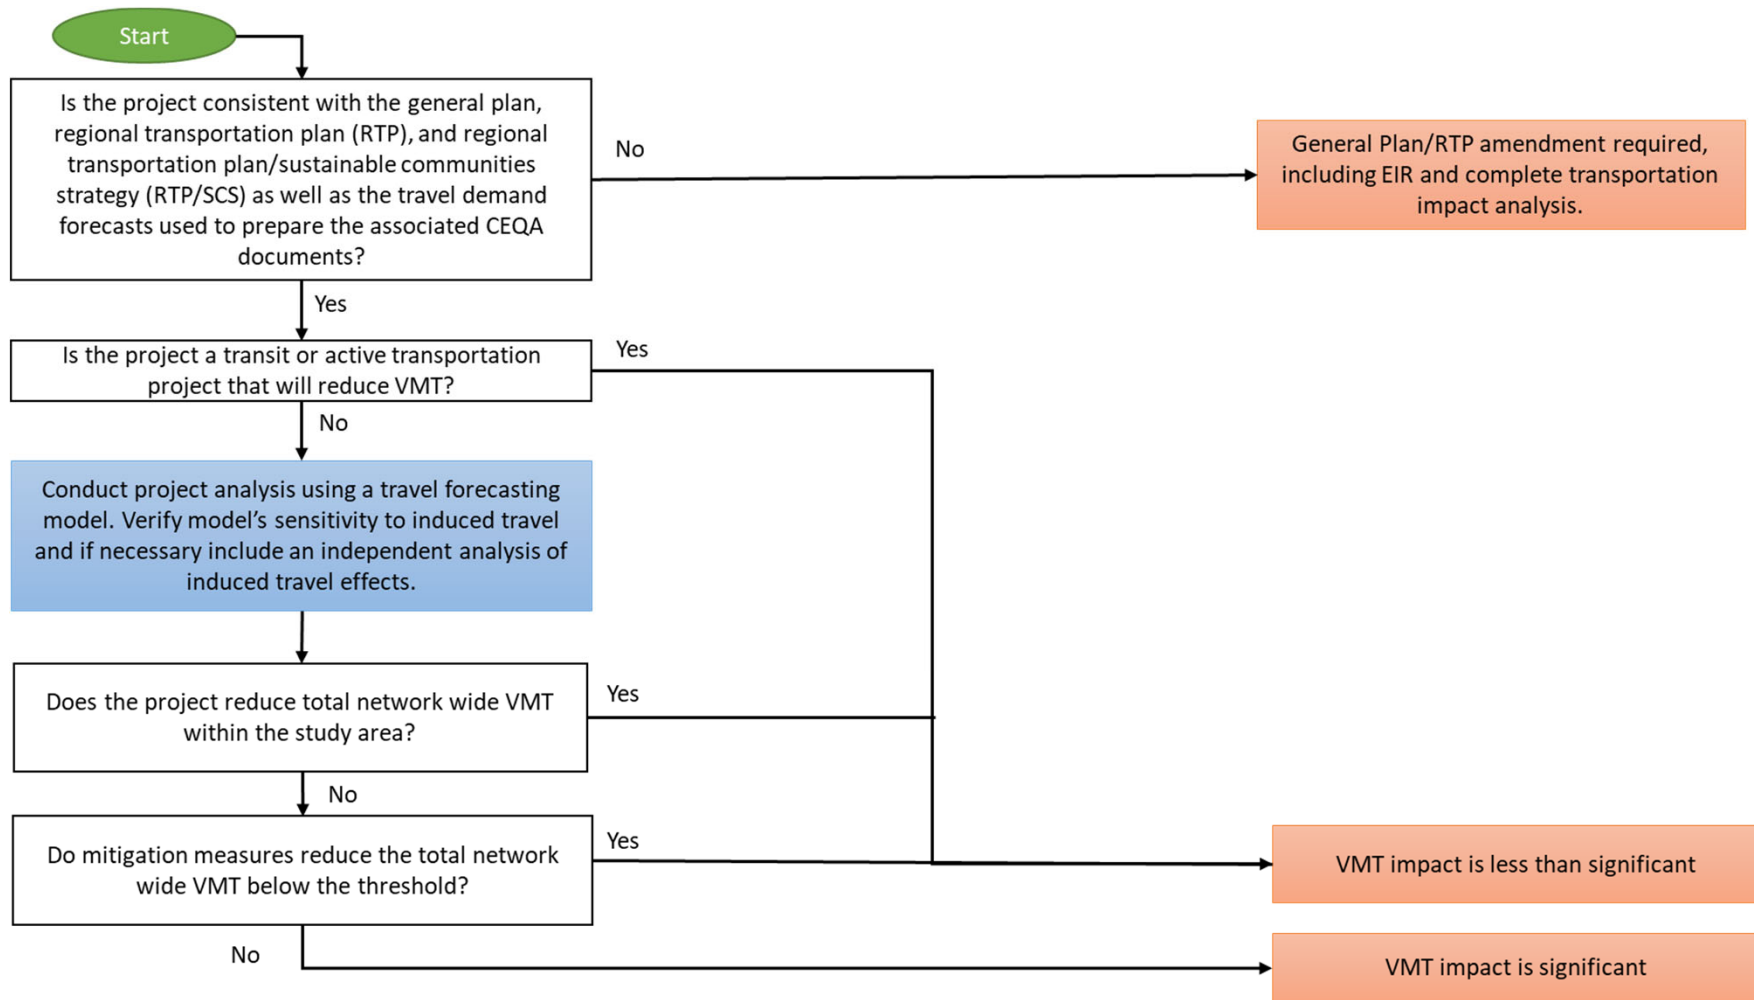 Start
Is the project consistent with the general plan,
regional transportation plan (RTP), and regional
transportation plan/sustainable communities
strategy (RTP/SCS) as well as the travel demand
forecasts used to prepare the associated CEQA
documents?
No
General Plan/RTP amendment required,
including EIR and complete transportation
impact analysis.
Yes
Is the project a transit or active transportation
project that will reduce VMT?
Yes
No
Conduct project analysis using a travel forecasting
model. Verify model’s sensitivity to induced travel
and if necessary include an independent analysis of
induced travel effects.
Does the project reduce total network wide VMT
within the study area?
Yes
No
Do mitigation measures reduce the total network
wide VMT below the threshold?
Yes
VMT impact is less than significant
No
VMT impact is significant